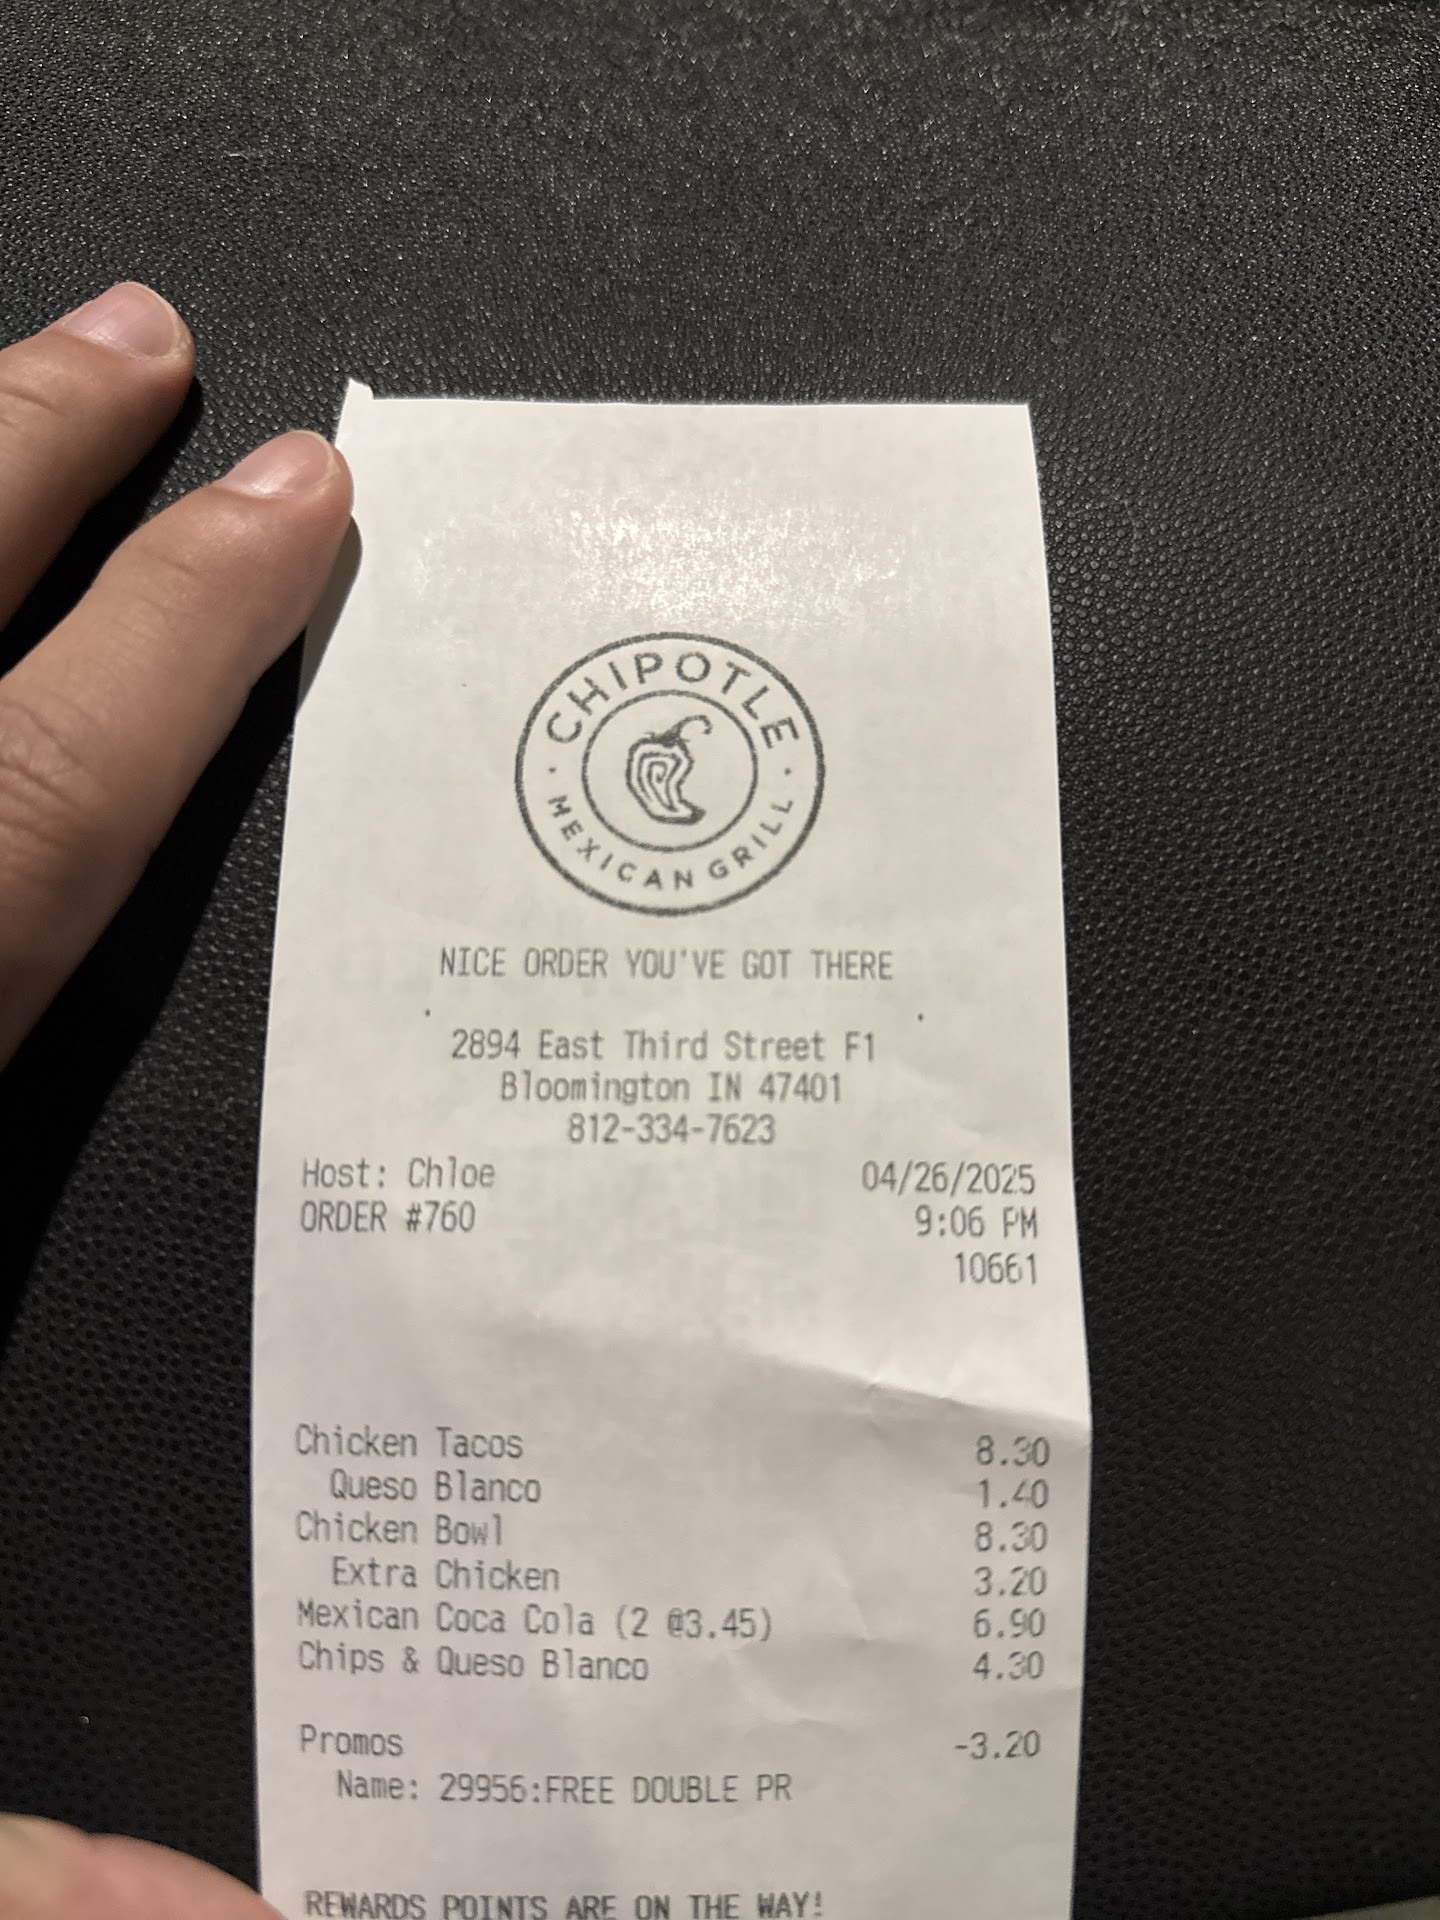 CHIPOTLE
MEXICAN GRILL
NICE ORDER YOU'VE GOT THERE
2894 East Third Street F1
Bloomington IN 47401
812-334-7623
Host: Chloe 04/26/2025
ORDER #760 9:06 PM
10661
Chicken Tacos 8.30
Queso Blanco 1.40
Chicken Bowl 8.30
Extra Chicken 3.20
Mexican Coca Cola (2 @3.45) 6.90
Chips & Queso Blanco 4.30
Promos -3.20
Name: 29956:FREE DOUBLE PR
REWARDS POINTS ARE ON THE WAY!